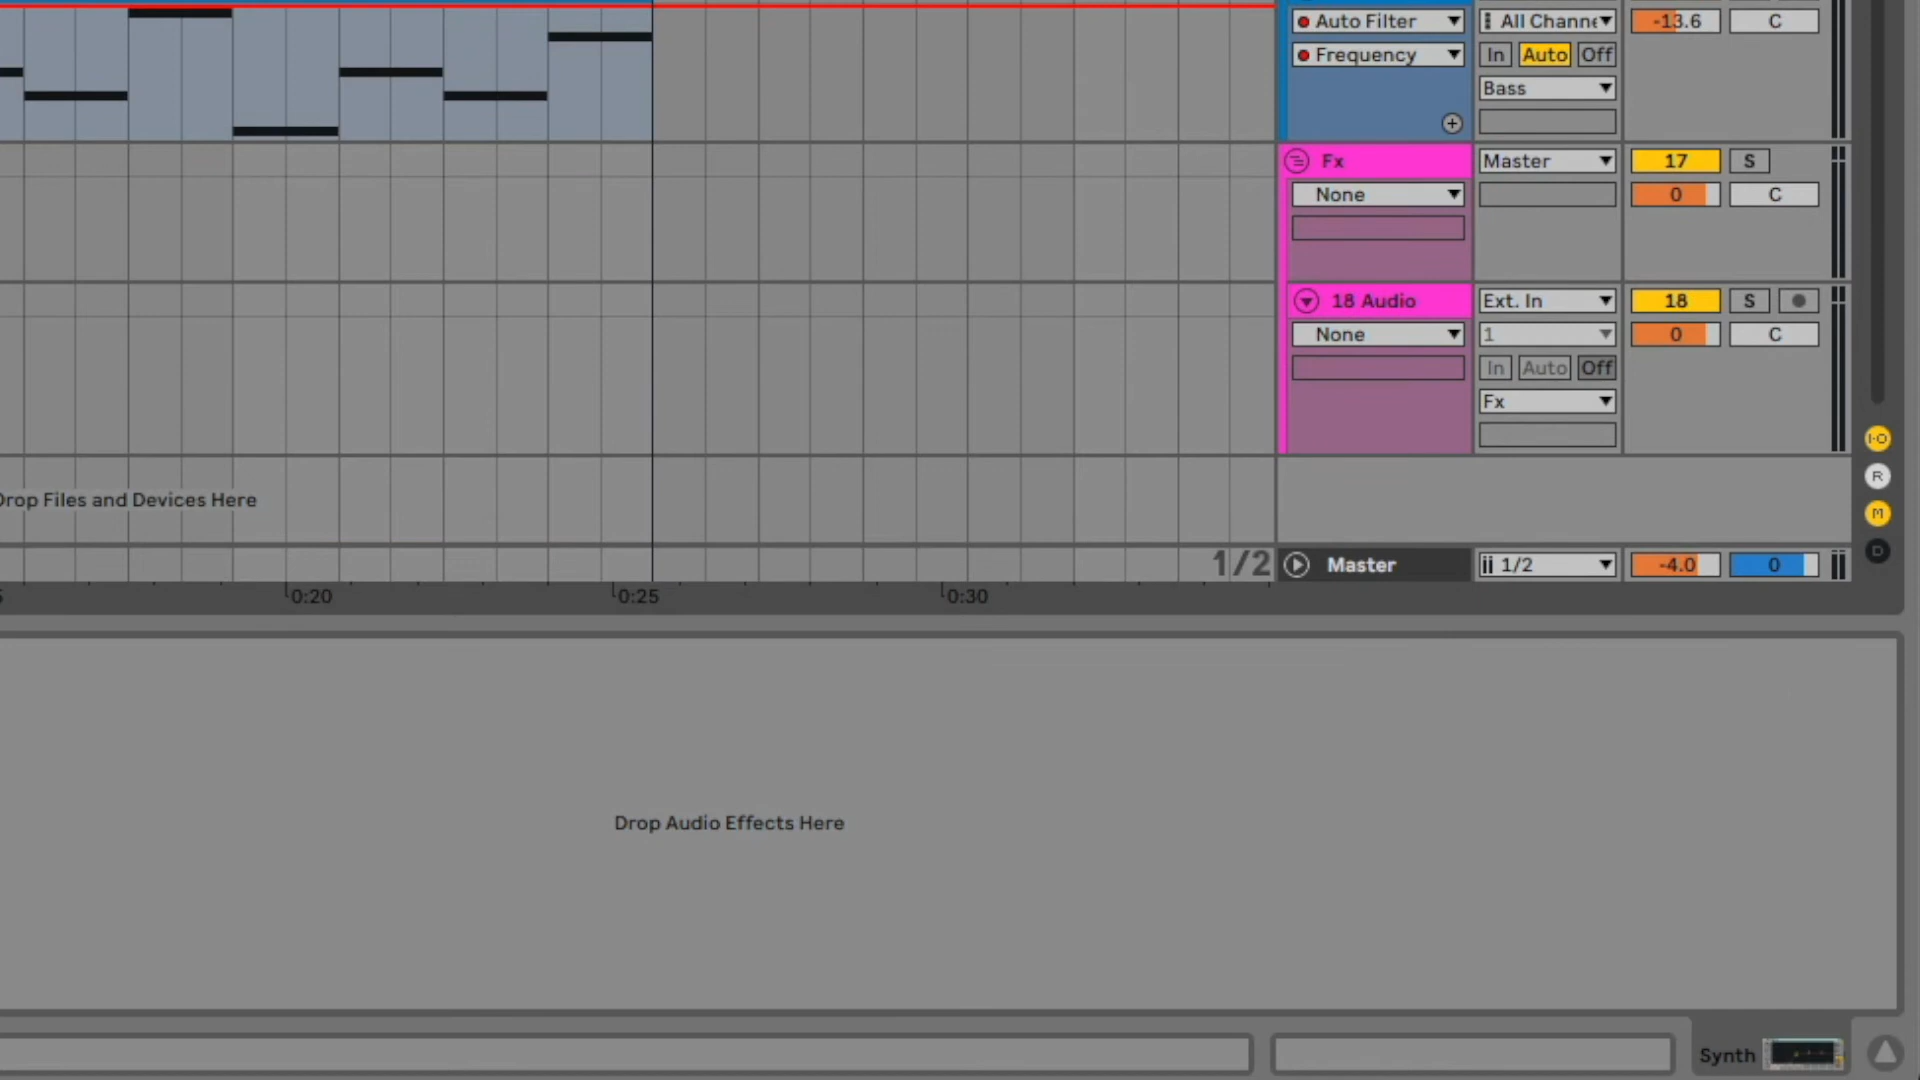 Auto Filter All Channe -13.6 C
Frequency In Auto Off
Bass
Fx Master 17 S
None 0 C
18 Audio Ext. In 18 S
None 1 0 C
In Auto Off
Fx
I·O
Drop Files and Devices Here
R
M
D
1/2 Master 1/2 -4.0 0
0:20 0:25 0:30
Drop Audio Effects Here
Synth